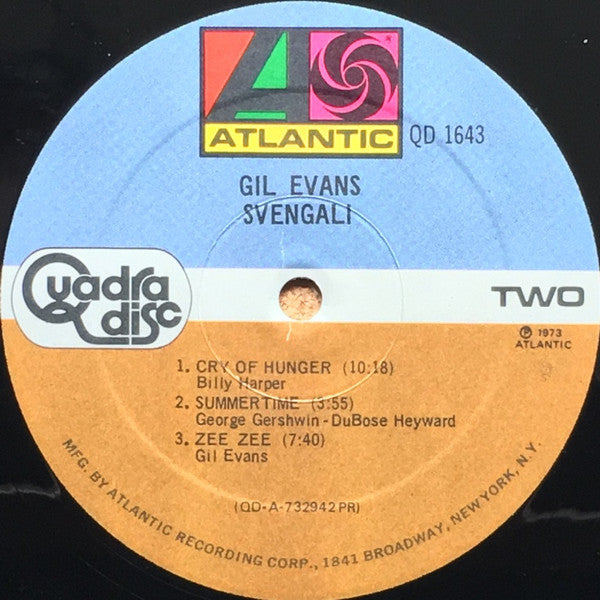 ATLANTIC
QD 1643
GIL EVANS
SVENGALI
Quadra
disc
TWO
Ⓟ 1973
ATLANTIC
1. CRY OF HUNGER (10:18)
Billy Harper
2. SUMMERTIME (3:55)
George Gershwin - DuBose Heyward
3. ZEE ZEE (7:40)
Gil Evans
(QD-A-732942PR)
MFG. BY ATLANTIC RECORDING CORP., 1841 BROADWAY, NEW YORK, N.Y.